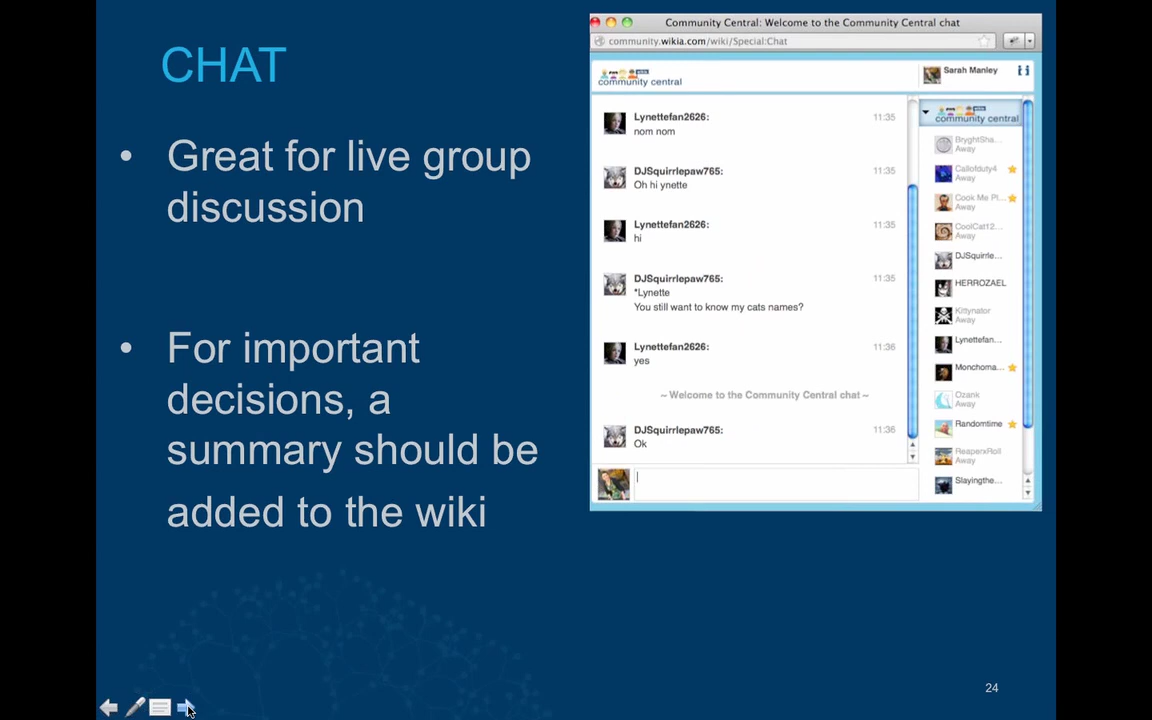 CHAT
• Great for live group
discussion
• For important
decisions, a
summary should be
added to the wiki
Community Central: Welcome to the Community Central chat
community.wikia.com/wiki/Special:Chat
community central
Sarah Manley
Lynettefan2626: 11:35
nom nom
DJSquirrlepaw765: 11:35
Oh hi ynette
Lynettefan2626: 11:35
hi
DJSquirrlepaw765: 11:35
*Lynette
You still want to know my cats names?
Lynettefan2626: 11:36
yes
~ Welcome to the Community Central chat ~
DJSquirrlepaw765: 11:36
Ok
community central
BryghtSha...
Away
Callofduty4
Away
Cook Me Pl...
Away
CoolCat12...
Away
DJSquirrle...
HERROZAEL
Kittynator
Away
Lynettefan...
Monchoma...
Ozank
Away
Randomtime
ReaperxRoll
Away
Slayingthe...
24